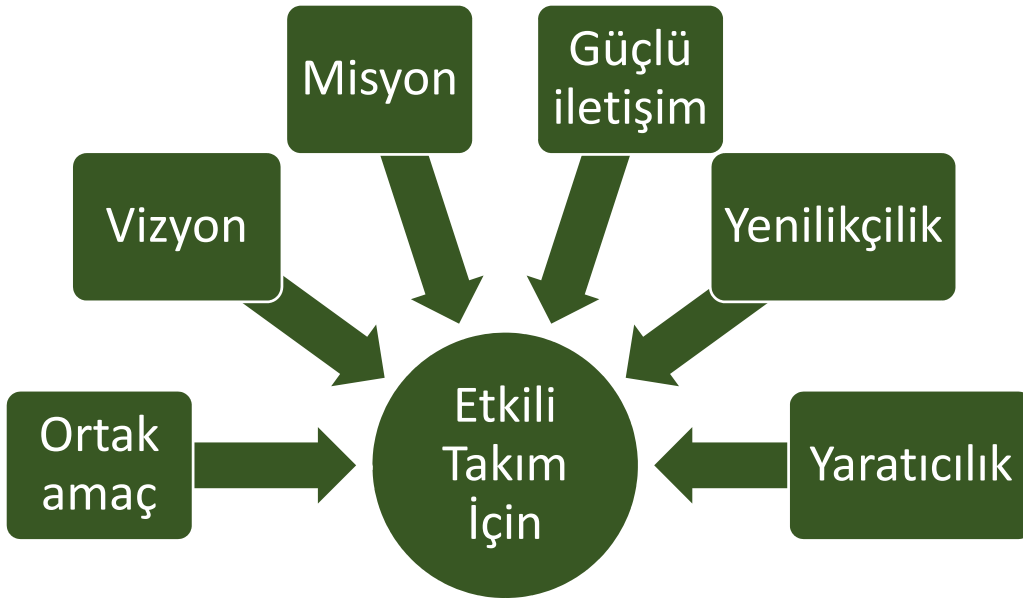 Misyon
Güçlü
iletişim
Vizyon
Yenilikçilik
Ortak
amaç
Etkili
Takım
İçin
Yaratıcılık